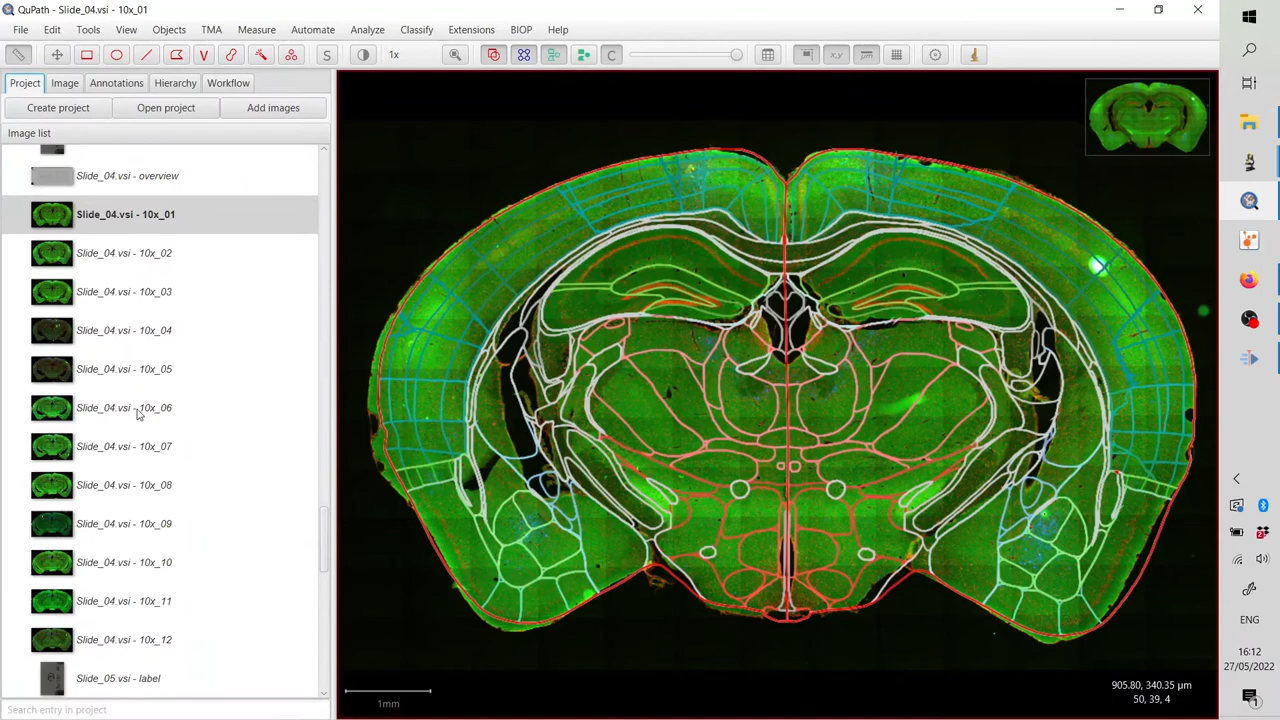 QuPath - Slide_04.vsi - 10x_01
File Edit Tools View Objects TMA Measure Automate Analyze Classify Extensions BIOP Help
S 1x C x,y µm
Project Image Annotations Hierarchy Workflow
Create project Open project Add images
Image list
Slide_04.vsi - overview
Slide_04.vsi - 10x_01
Slide_04.vsi - 10x_02
Slide_04.vsi - 10x_03
Slide_04.vsi - 10x_04
Slide_04.vsi - 10x_05
Slide_04.vsi - 10x_06
Slide_04.vsi - 10x_07
Slide_04.vsi - 10x_08
Slide_04.vsi - 10x_09
Slide_04.vsi - 10x_10
Slide_04.vsi - 10x_11
Slide_04.vsi - 10x_12
Slide_05.vsi - label
Search entry in project
1mm
905.80, 340.35 µm
50, 39, 4
ENG
16:12
27/05/2022